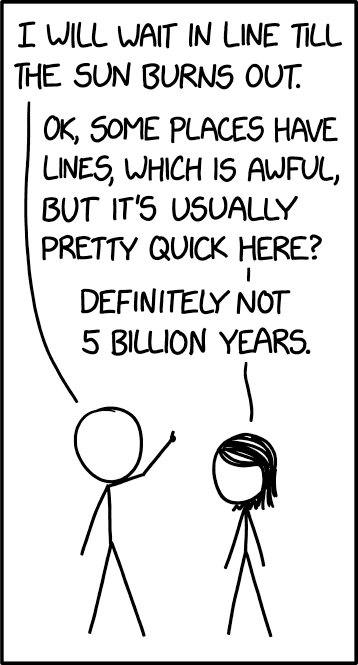 I WILL WAIT IN LINE TILL
THE SUN BURNS OUT.
OK, SOME PLACES HAVE
LINES, WHICH IS AWFUL,
BUT IT'S USUALLY
PRETTY QUICK HERE?
DEFINITELY NOT
5 BILLION YEARS.